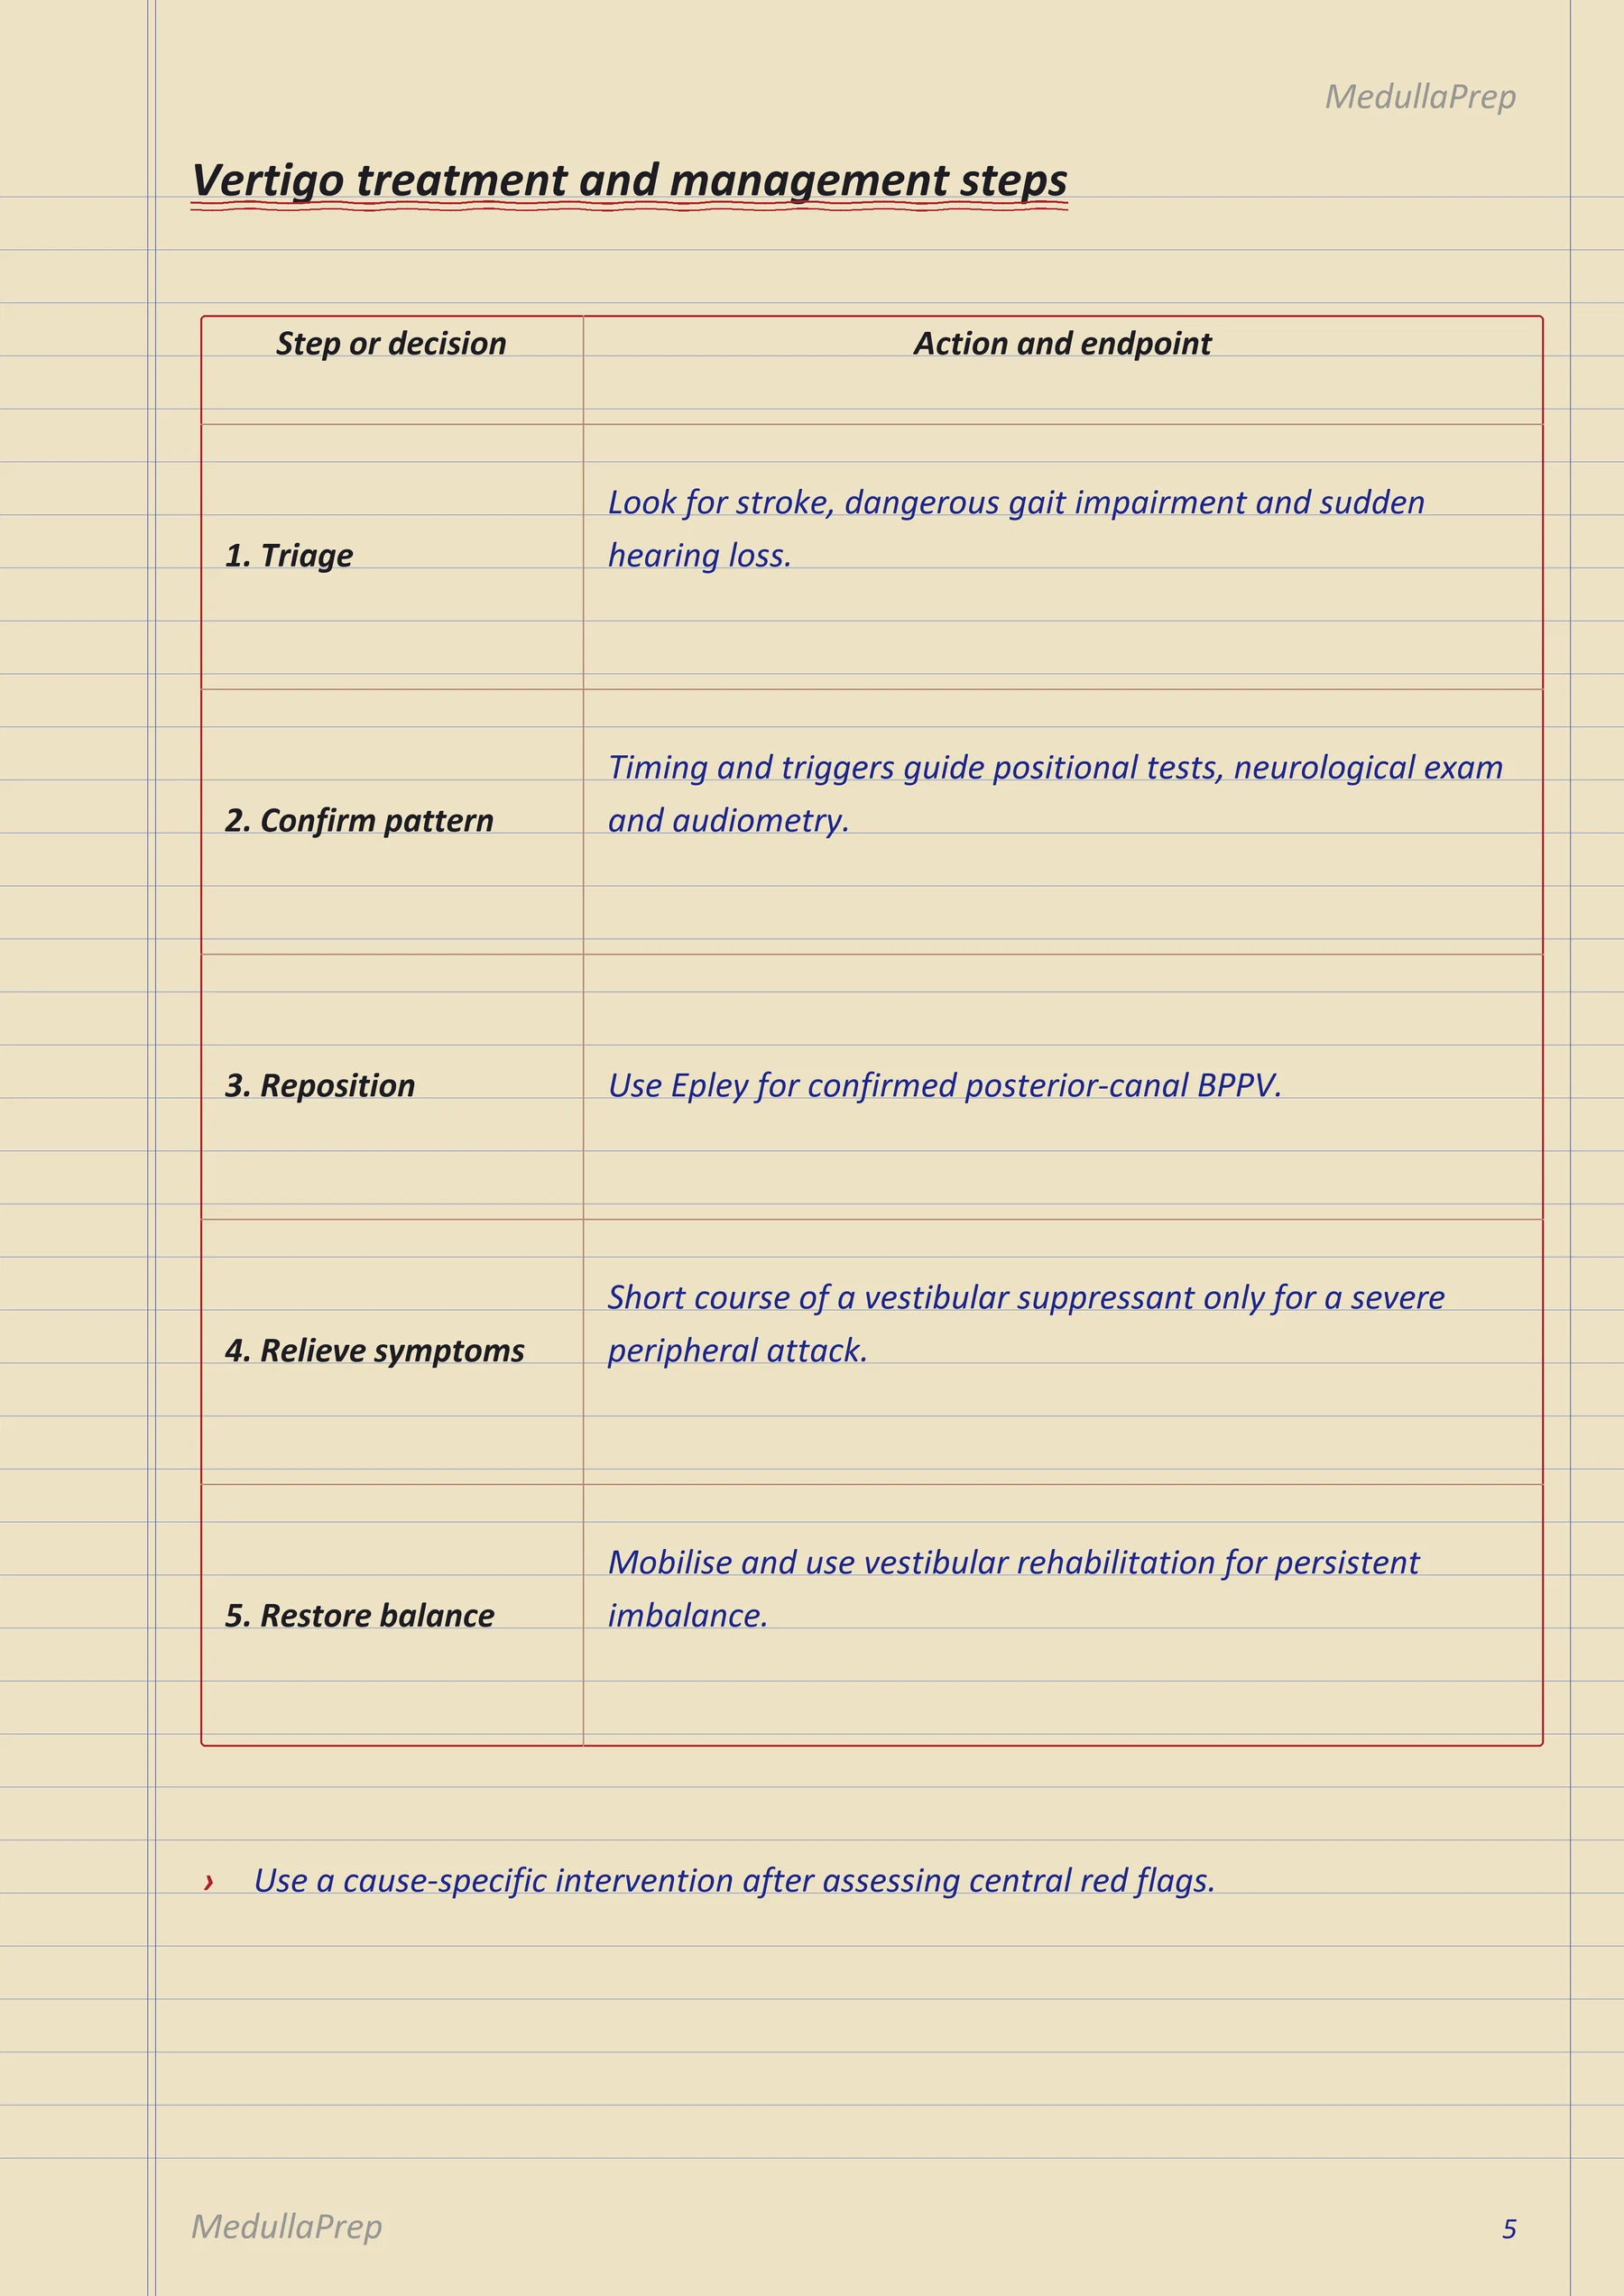 MedullaPrep
Vertigo treatment and management steps
Step or decision
Action and endpoint
1. Triage
Look for stroke, dangerous gait impairment and sudden
hearing loss.
2. Confirm pattern
Timing and triggers guide positional tests, neurological exam
and audiometry.
3. Reposition
Use Epley for confirmed posterior-canal BPPV.
4. Relieve symptoms
Short course of a vestibular suppressant only for a severe
peripheral attack.
5. Restore balance
Mobilise and use vestibular rehabilitation for persistent
imbalance.
› Use a cause-specific intervention after assessing central red flags.
MedullaPrep
5